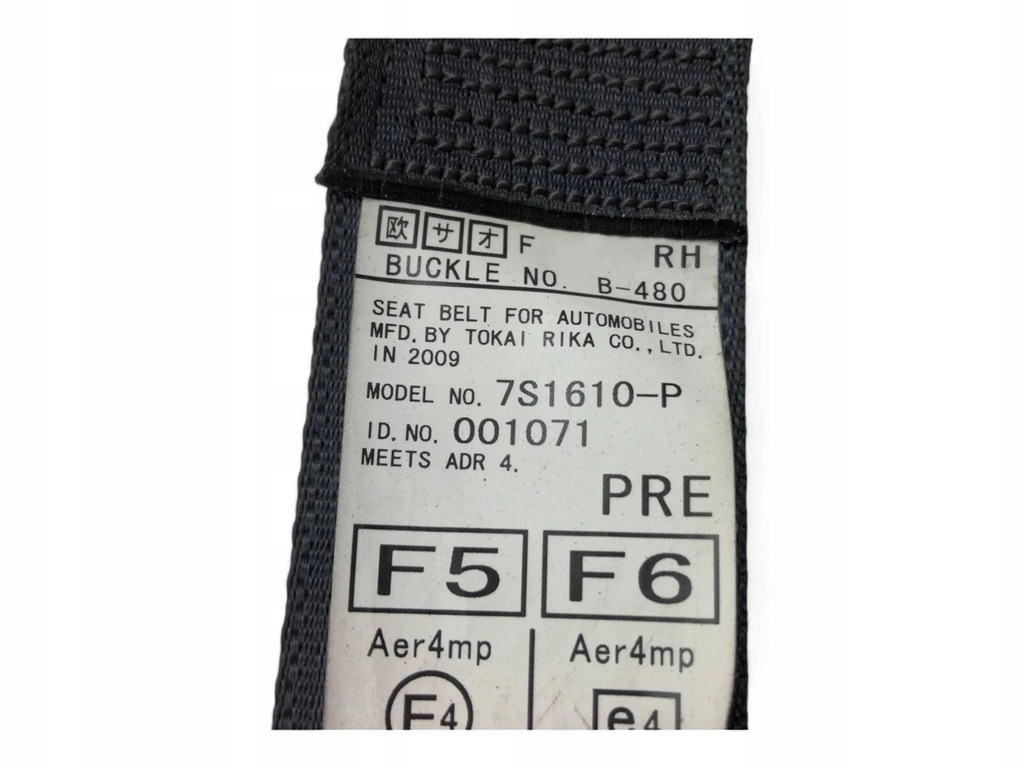 欧 サ オ F RH
BUCKLE NO. B-480
SEAT BELT FOR AUTOMOBILES
MFD. BY TOKAI RIKA CO., LTD.
IN 2009
MODEL NO. 7S1610-P
ID. NO. 001071
MEETS ADR 4.
PRE
F5 F6
Aer4mp Aer4mp
E4 e4